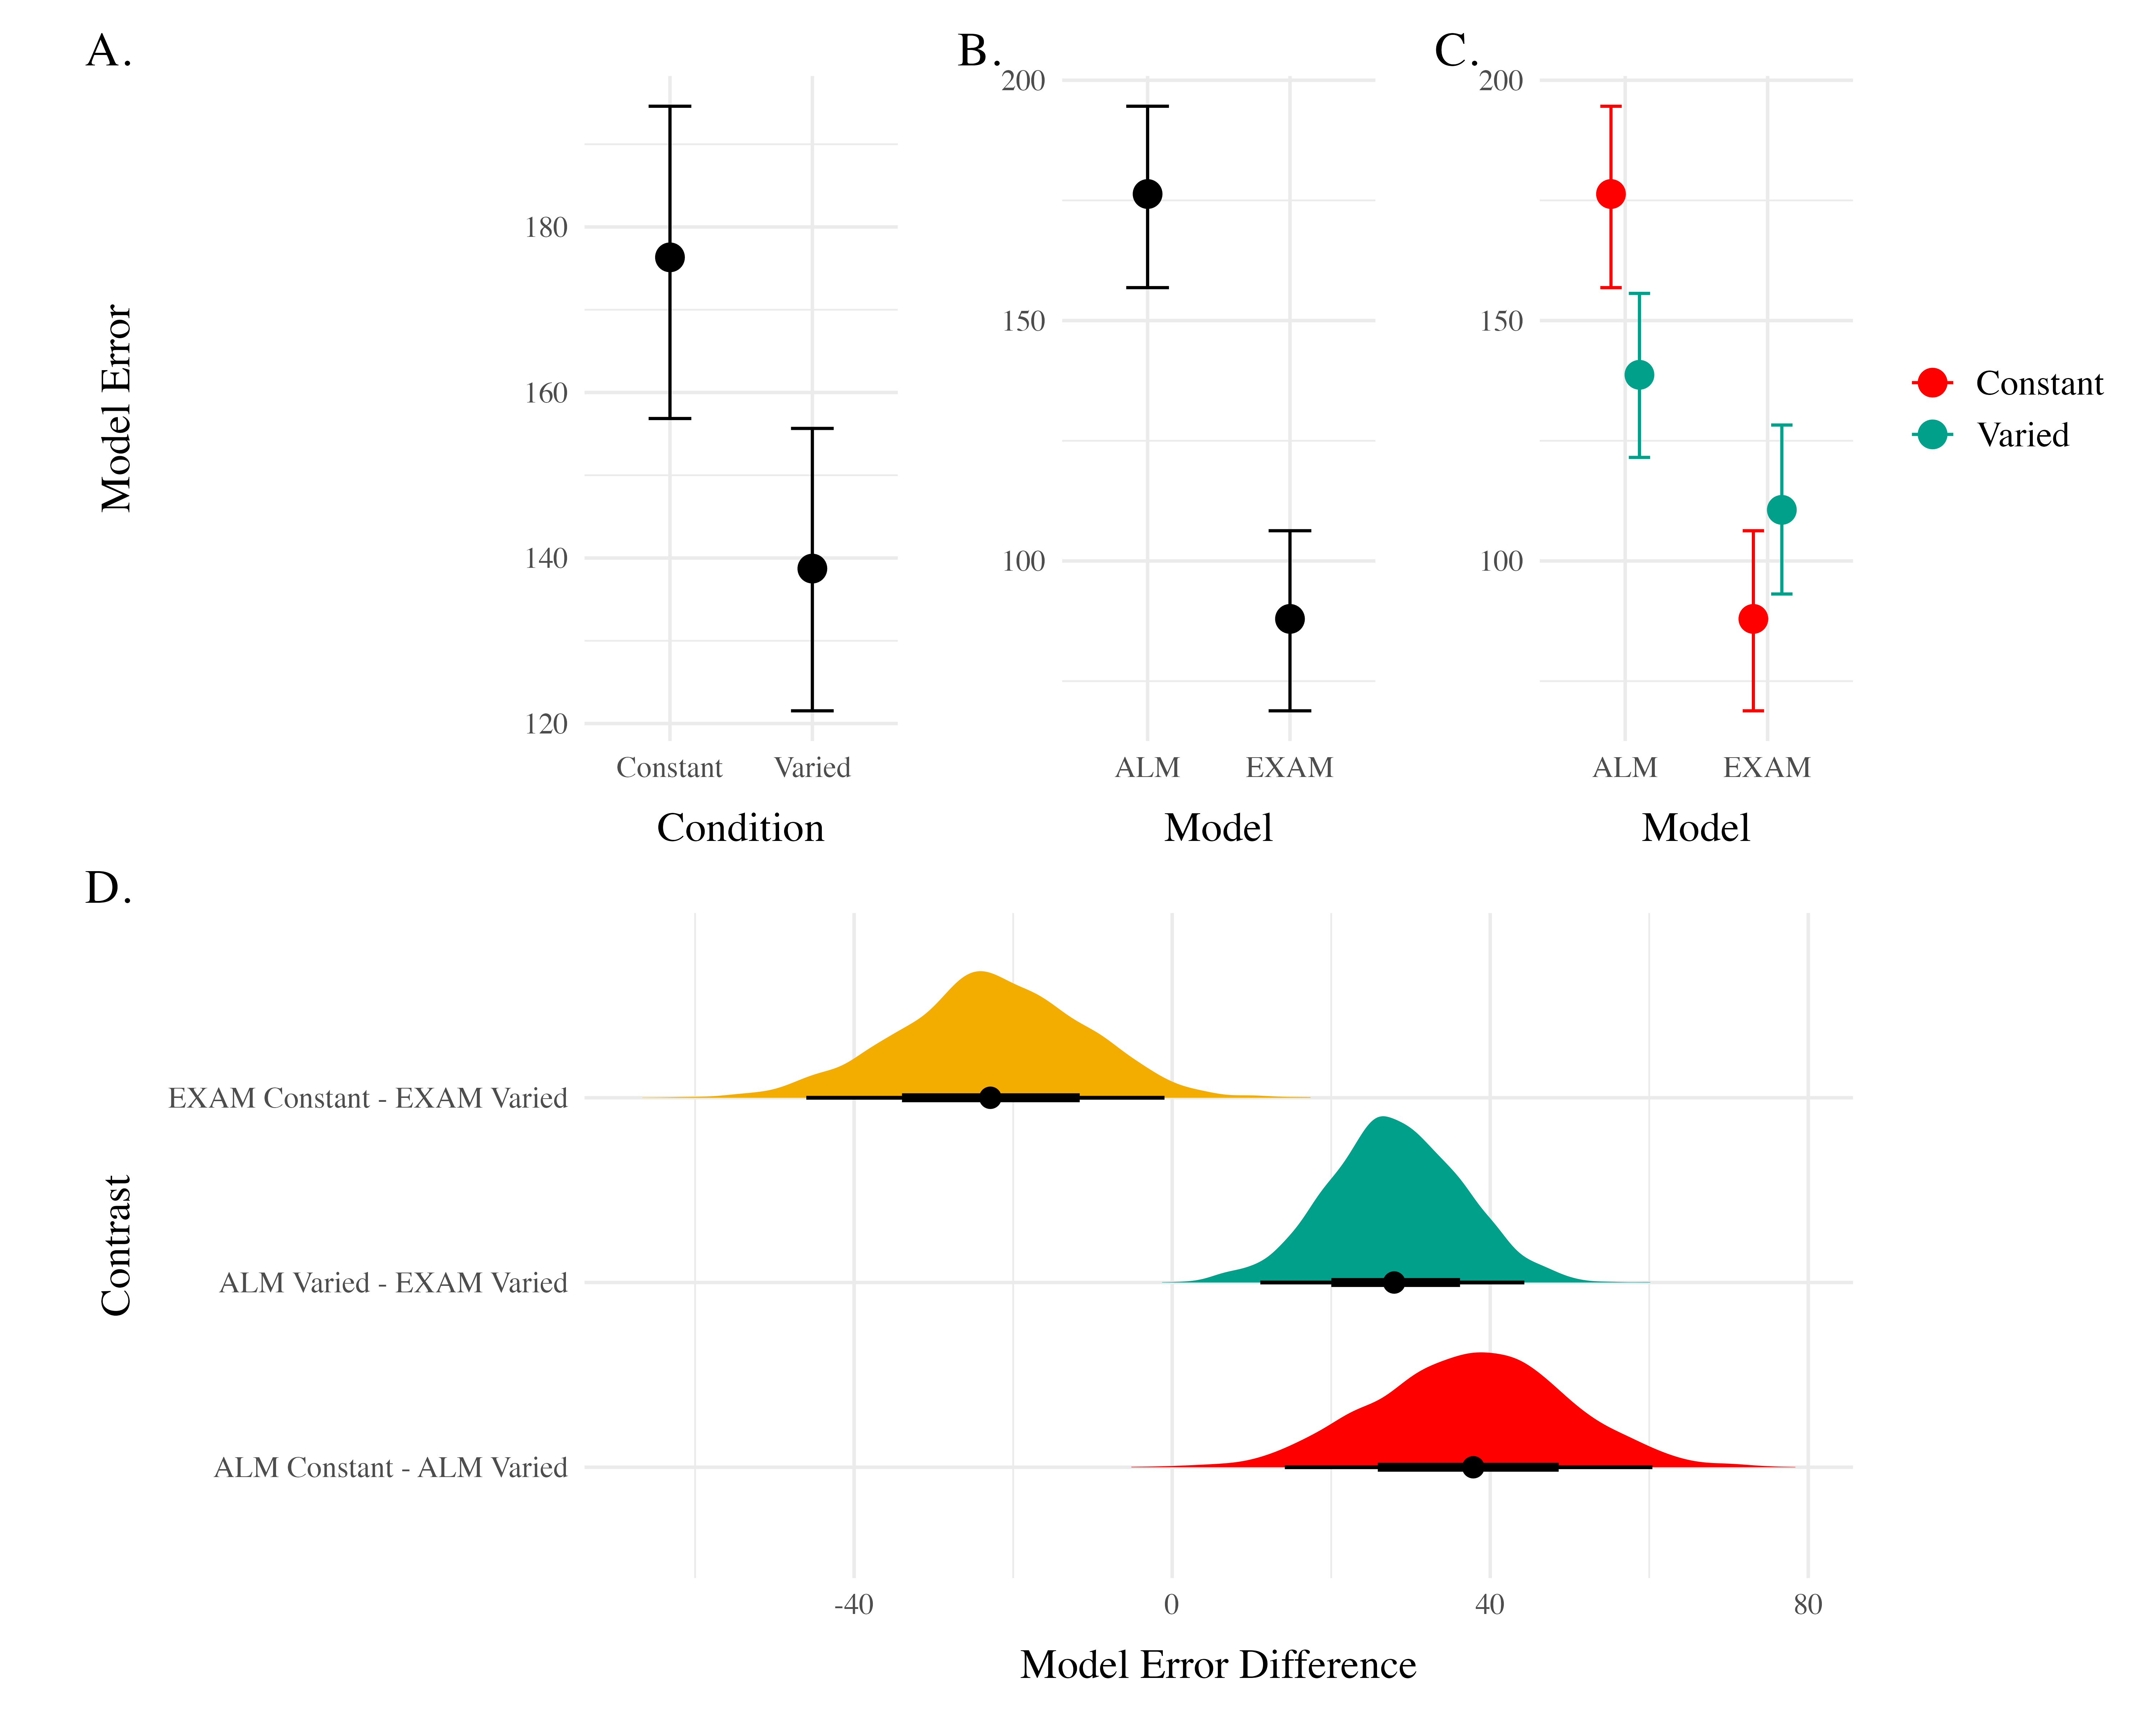 A.
Model Error
180
160
140
120
Constant Varied
Condition
B.
200
150
100
ALM EXAM
Model
C.
200
150
100
ALM EXAM
Model
Constant
Varied
D.
Contrast
EXAM Constant - EXAM Varied
ALM Varied - EXAM Varied
ALM Constant - ALM Varied
-40 0 40 80
Model Error Difference